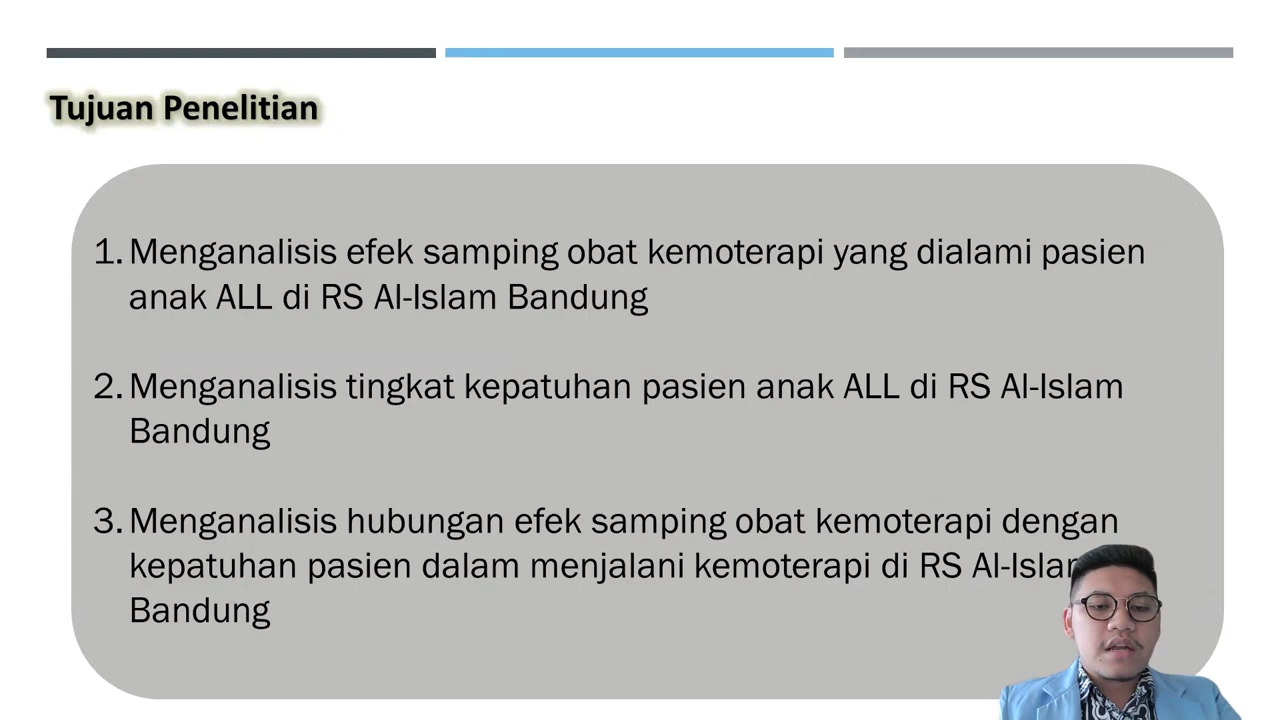 Tujuan Penelitian
1. Menganalisis efek samping obat kemoterapi yang dialami pasien
anak ALL di RS Al-Islam Bandung
2. Menganalisis tingkat kepatuhan pasien anak ALL di RS Al-Islam
Bandung
3. Menganalisis hubungan efek samping obat kemoterapi dengan
kepatuhan pasien dalam menjalani kemoterapi di RS Al-Islam
Bandung